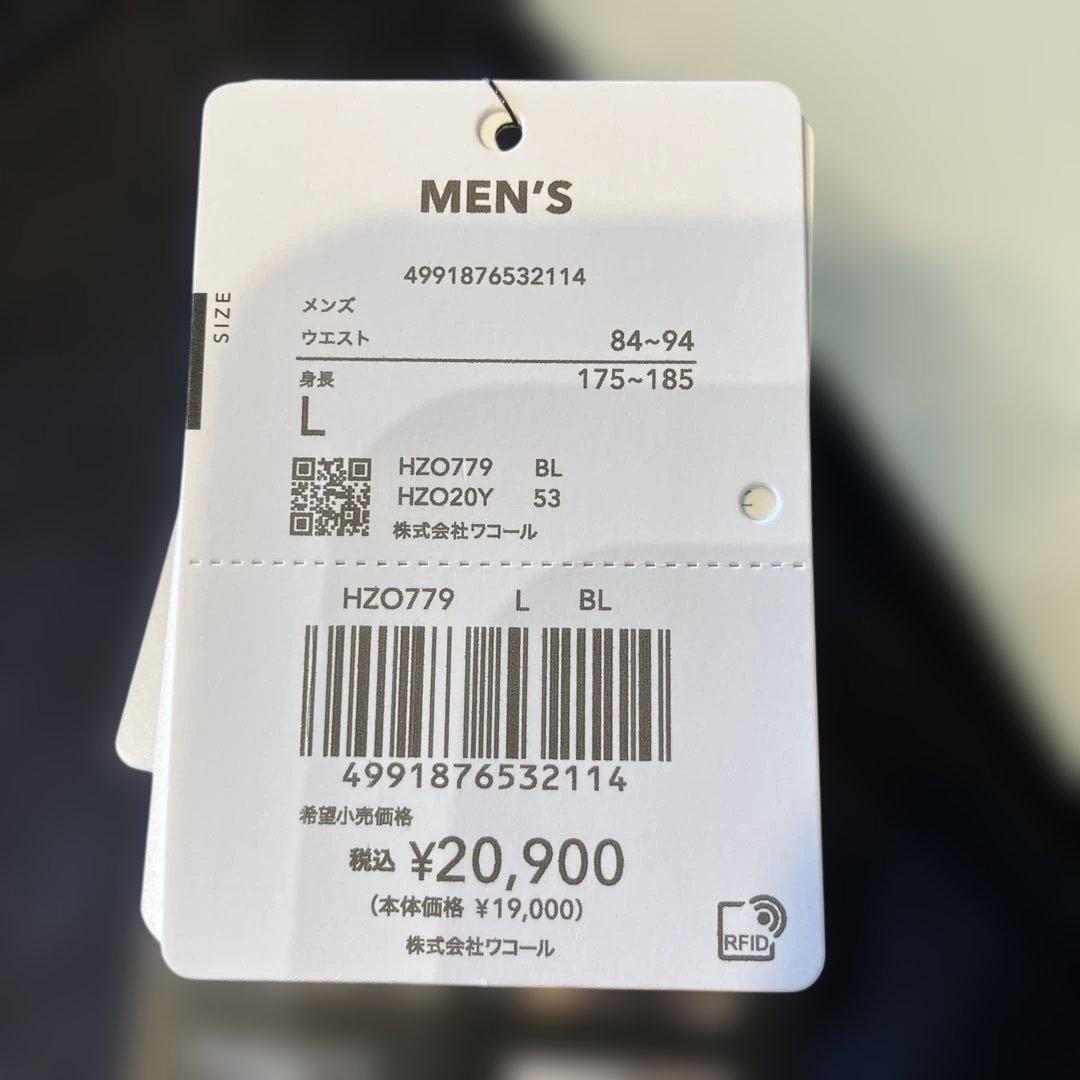 MEN'S
4991876532114
SIZE
メンズ
ウエスト 84~94
身長 175~185
L
HZO779 BL
HZO20Y 53
株式会社ワコール
HZO779 L BL
4991876532114
希望小売価格
税込 ¥20,900
(本体価格 ¥19,000)
株式会社ワコール
RFID